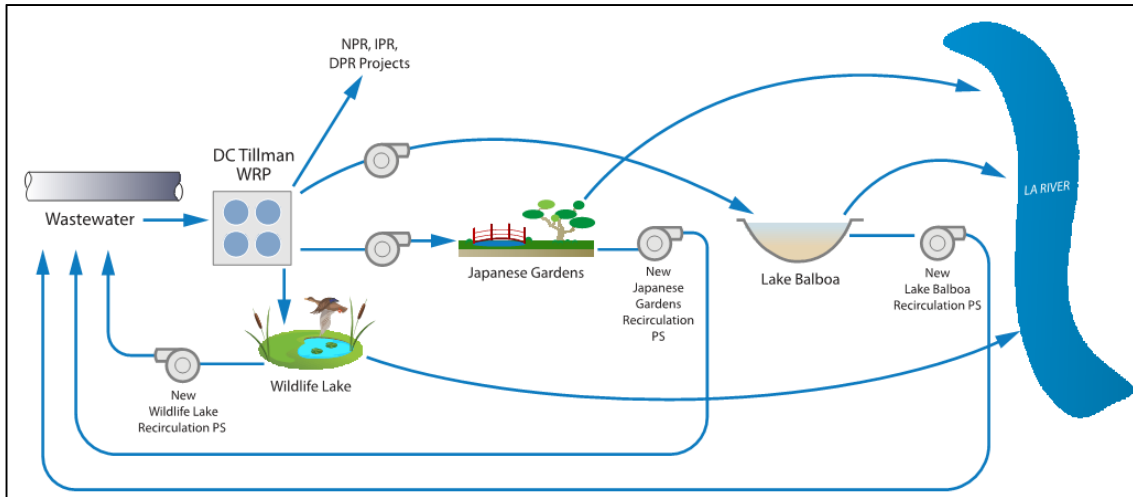 NPR, IPR,
DPR Projects
DC Tillman
WRP
Wastewater
LA RIVER
Japanese Gardens
Lake Balboa
New
Japanese
Gardens
Recirculation
PS
New
Lake Balboa
Recirculation PS
Wildlife Lake
New
Wildlife Lake
Recirculation PS